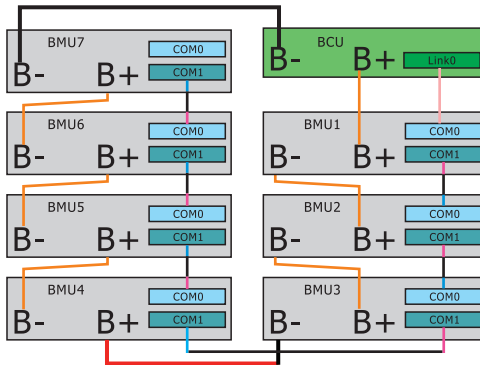 BMU7
COM0
COM1
B- B+
BCU
Link0
B- B+
BMU6
COM0
COM1
B- B+
BMU1
COM0
COM1
B- B+
BMU5
COM0
COM1
B- B+
BMU2
COM0
COM1
B- B+
BMU4
COM0
COM1
B- B+
BMU3
COM0
COM1
B- B+